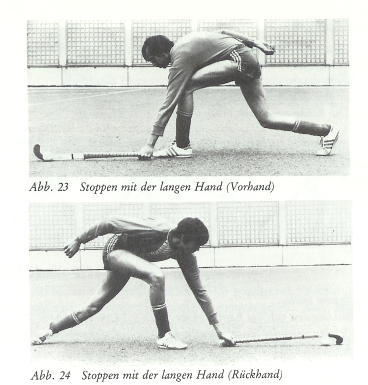 Abb. 23 Stoppen mit der langen Hand (Vorhand)
Abb. 24 Stoppen mit der langen Hand (Rückhand)